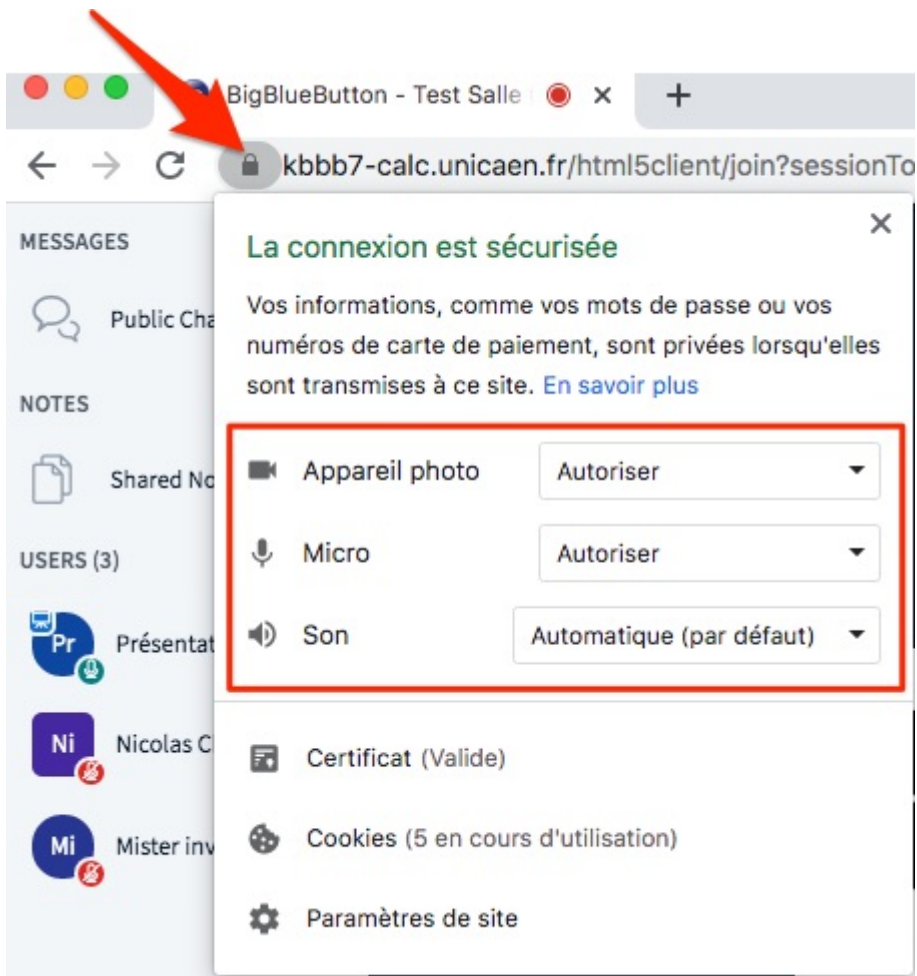 BigBlueButton - Test Salle
kbbb7-calc.unicaen.fr/html5client/join?sessionTo
MESSAGES
Public Cha
NOTES
Shared No
USERS (3)
Pr
Présentat
Ni
Nicolas C
Mi
Mister inv
La connexion est sécurisée
Vos informations, comme vos mots de passe ou vos
numéros de carte de paiement, sont privées lorsqu'elles
sont transmises à ce site. En savoir plus
Appareil photo Autoriser
Micro Autoriser
Son Automatique (par défaut)
Certificat (Valide)
Cookies (5 en cours d'utilisation)
Paramètres de site